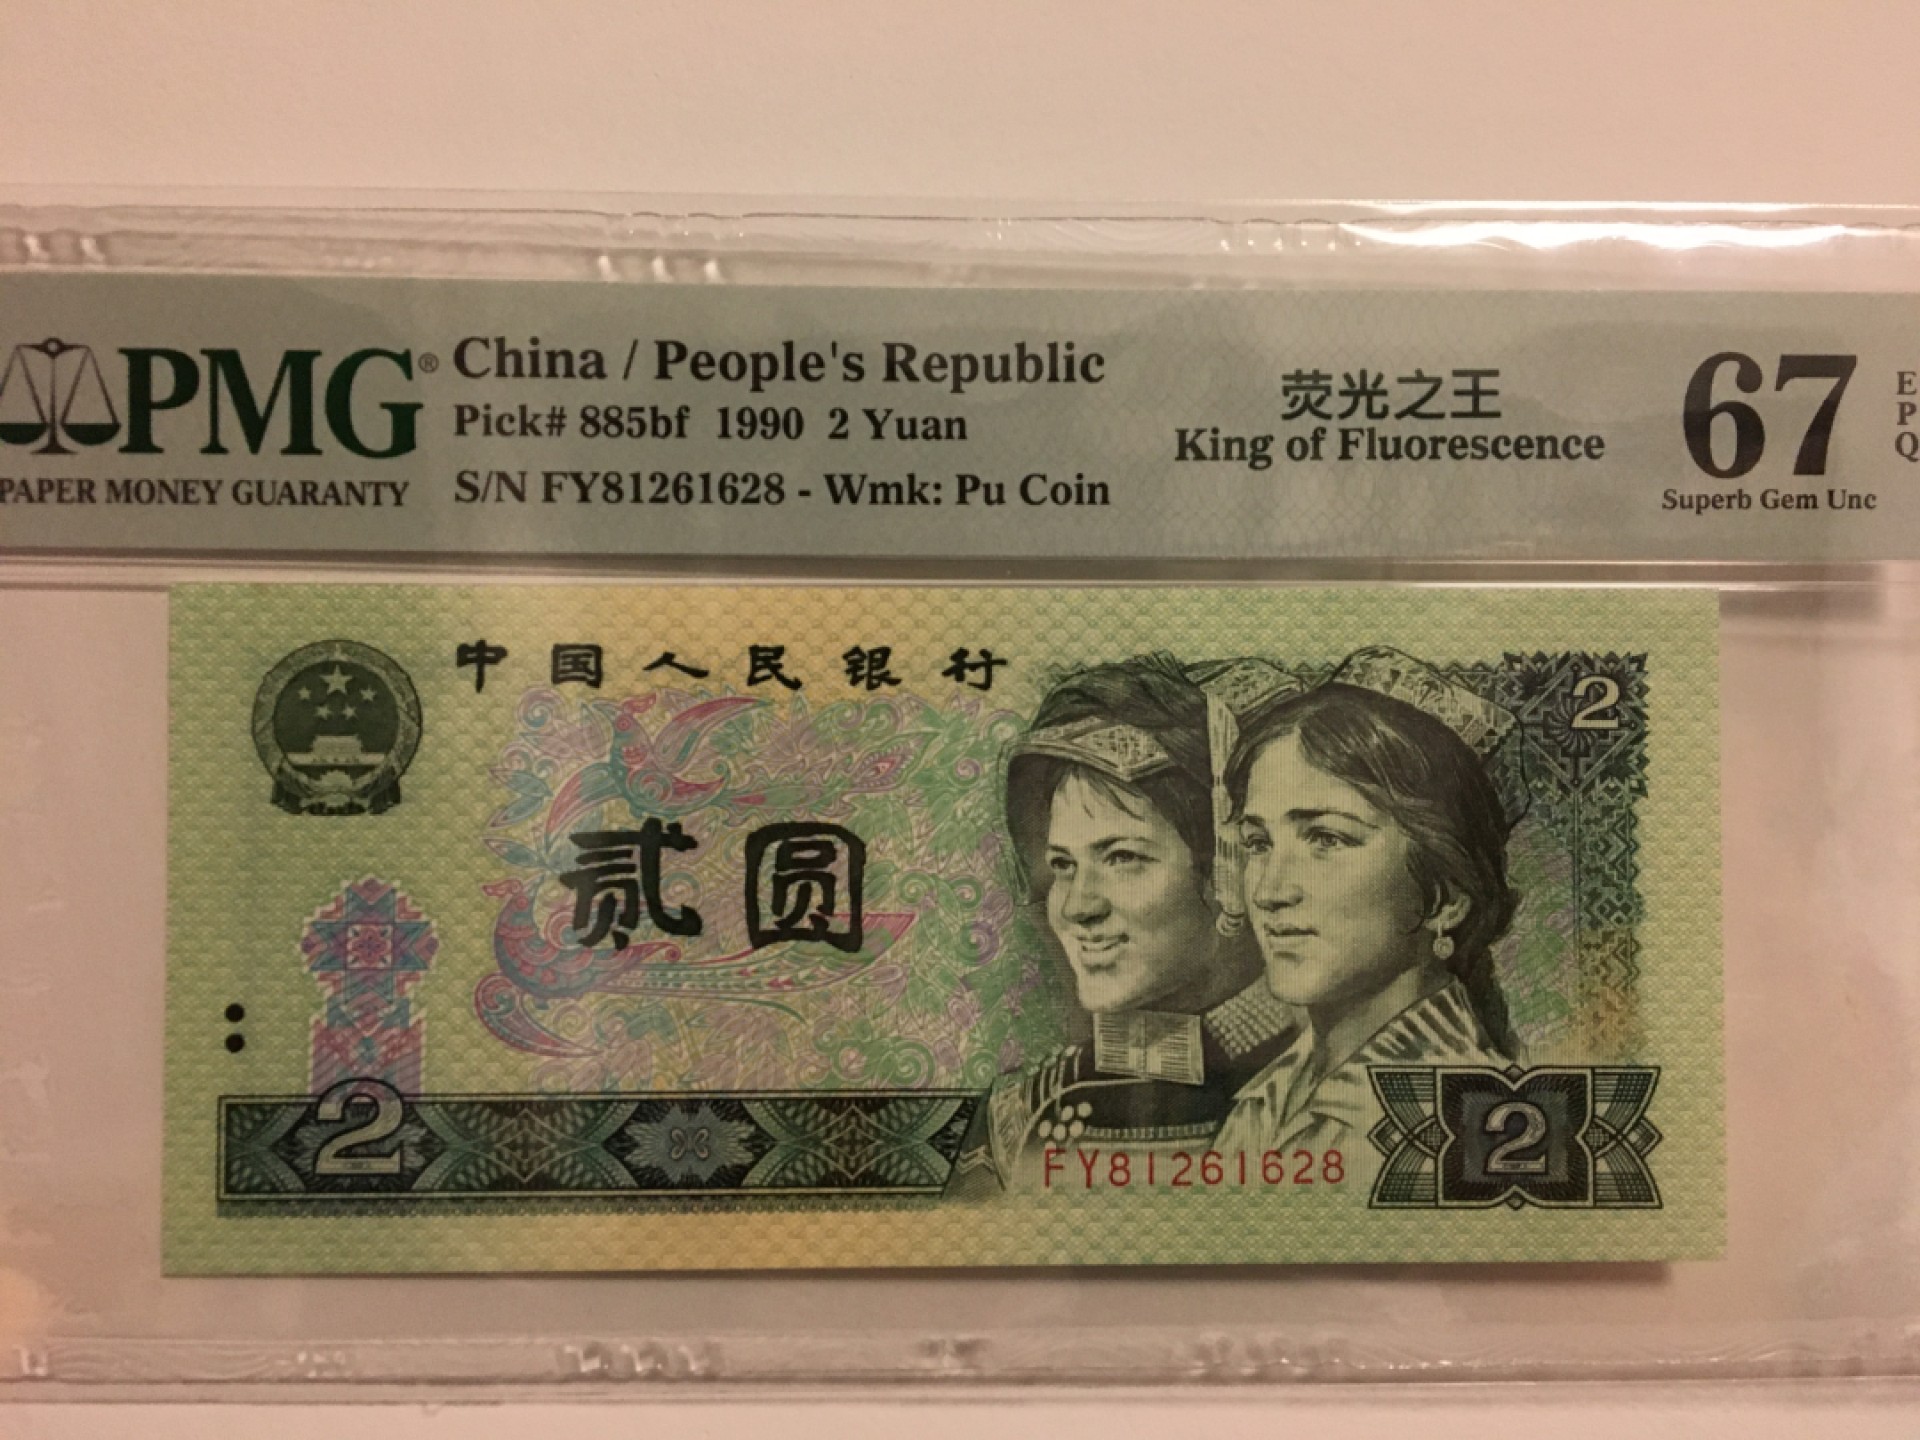 PMG®
PAPER MONEY GUARANTY
China / People's Republic
Pick# 885bf 1990 2 Yuan
S/N FY81261628 - Wmk: Pu Coin
荧光之王
King of Fluorescence
67
Superb Gem Unc
E
P
Q
中国人民银行
2
贰圆
2
FY81261628
2